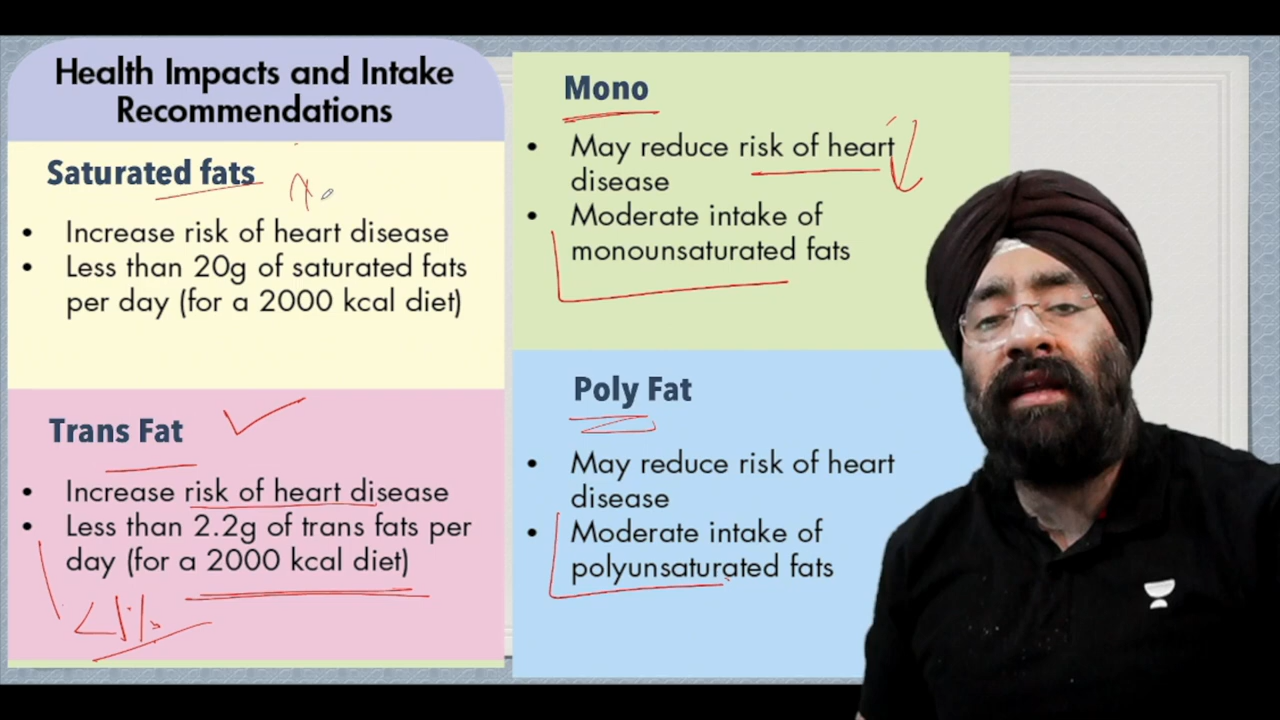 Health Impacts and Intake
Recommendations
Saturated fats
• Increase risk of heart disease
• Less than 20g of saturated fats
per day (for a 2000 kcal diet)
Trans Fat
• Increase risk of heart disease
• Less than 2.2g of trans fats per
day (for a 2000 kcal diet)
<1%
Mono
• May reduce risk of heart
disease
• Moderate intake of
monounsaturated fats
Poly Fat
• May reduce risk of heart
disease
• Moderate intake of
polyunsaturated fats